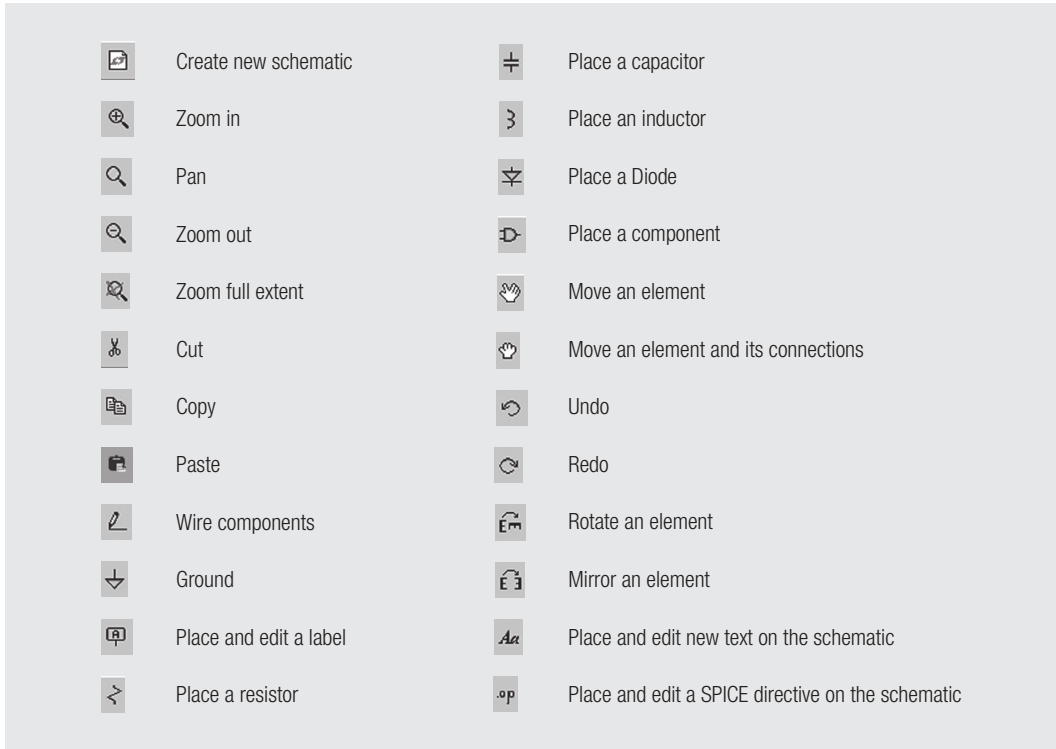 Create new schematic
Zoom in
Pan
Zoom out
Zoom full extent
Cut
Copy
Paste
Wire components
Ground
A
Place and edit a label
Place a resistor
Place a capacitor
Place an inductor
Place a Diode
Place a component
Move an element
Move an element and its connections
Undo
Redo
E E
Rotate an element
E E
Mirror an element
Aa
Place and edit new text on the schematic
.op
Place and edit a SPICE directive on the schematic